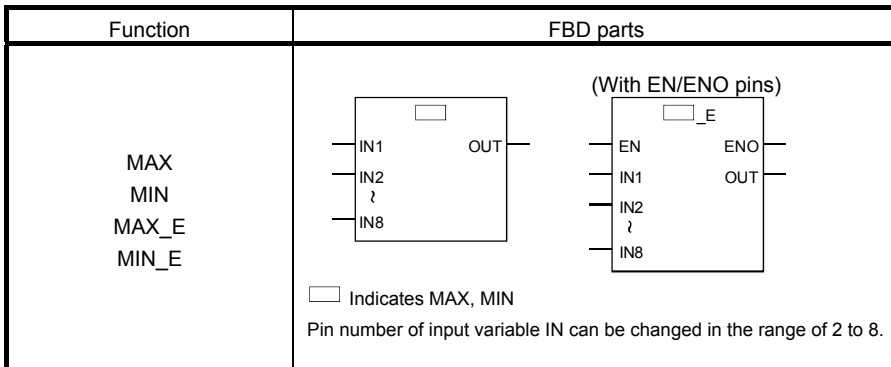 Function
FBD parts
MAX
MIN
MAX_E
MIN_E
IN1 OUT
IN2
~
IN8
(With EN/ENO pins)
_E
EN ENO
IN1 OUT
IN2
~
IN8
Indicates MAX, MIN
Pin number of input variable IN can be changed in the range of 2 to 8.